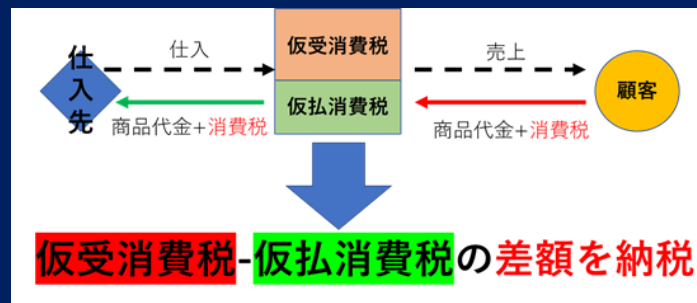 仕入先
仕入
商品代金+消費税
仮受消費税
仮払消費税
売上
商品代金+消費税
顧客
仮受消費税-仮払消費税の差額を納税